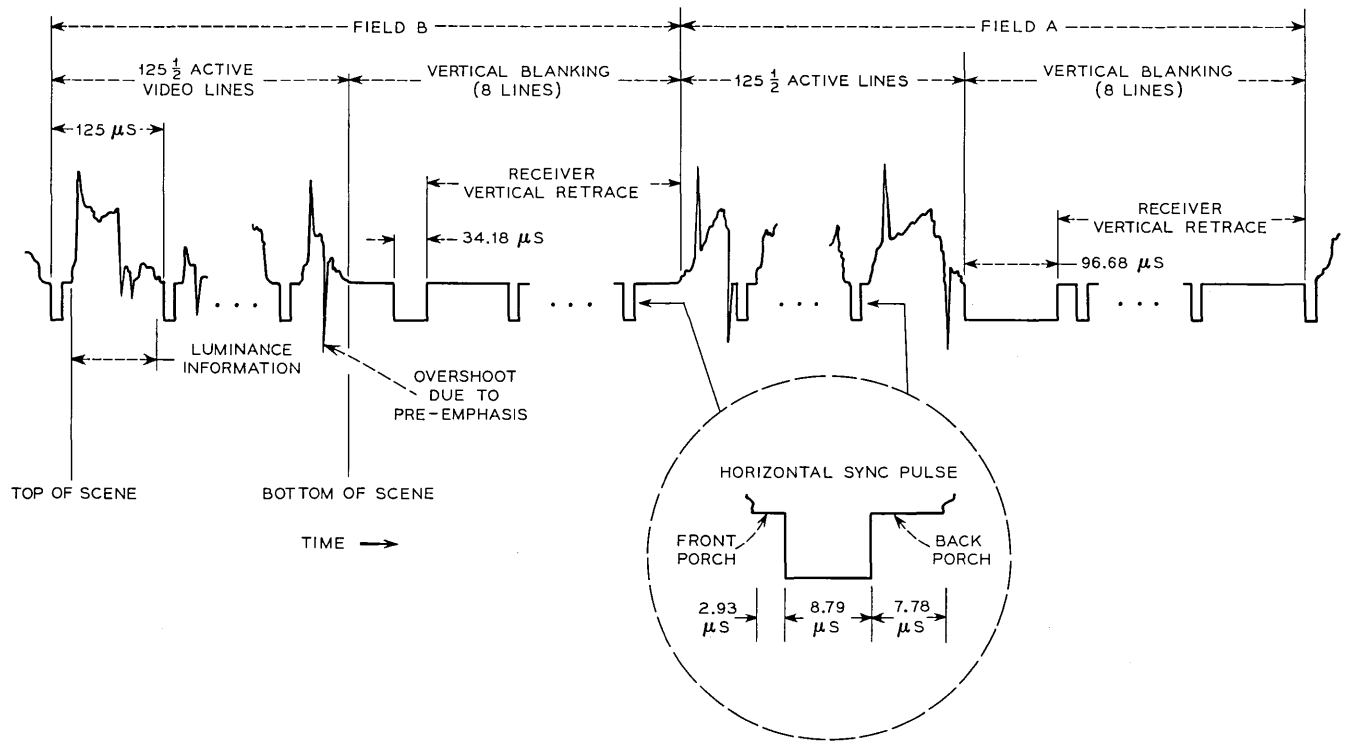 FIELD B
FIELD A
125 1/2 ACTIVE
VIDEO LINES
VERTICAL BLANKING
(8 LINES)
125 1/2 ACTIVE LINES
VERTICAL BLANKING
(8 LINES)
125 μS
RECEIVER
VERTICAL RETRACE
RECEIVER
VERTICAL RETRACE
34.18 μS
96.68 μS
. . .
. . .
. . .
. . .
LUMINANCE
INFORMATION
OVERSHOOT
DUE TO
PRE-EMPHASIS
TOP OF SCENE
BOTTOM OF SCENE
TIME
HORIZONTAL SYNC PULSE
FRONT
PORCH
BACK
PORCH
2.93
μS
8.79
μS
7.78
μS